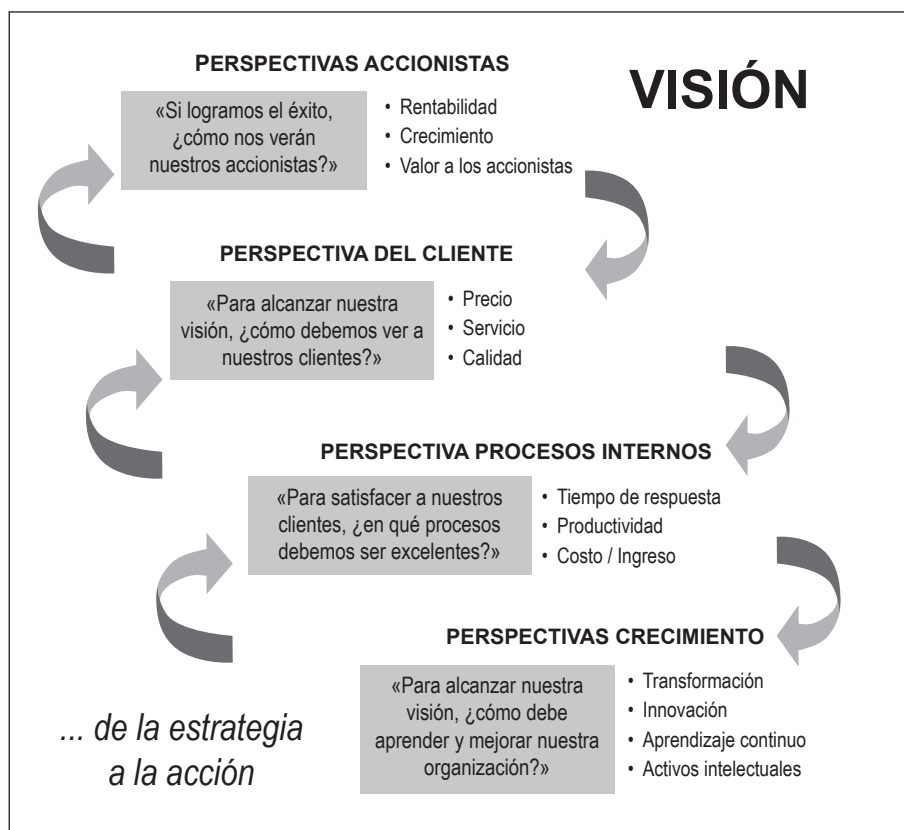 PERSPECTIVAS ACCIONISTAS
VISIÓN
«Si logramos el éxito,
¿cómo nos verán
nuestros accionistas?»
• Rentabilidad
• Crecimiento
• Valor a los accionistas
PERSPECTIVA DEL CLIENTE
«Para alcanzar nuestra
visión, ¿cómo debemos ver a
nuestros clientes?»
• Precio
• Servicio
• Calidad
PERSPECTIVA PROCESOS INTERNOS
«Para satisfacer a nuestros
clientes, ¿en qué procesos
debemos ser excelentes?»
• Tiempo de respuesta
• Productividad
• Costo / Ingreso
PERSPECTIVAS CRECIMIENTO
«Para alcanzar nuestra
visión, ¿cómo debe
aprender y mejorar nuestra
organización?»
• Transformación
• Innovación
• Aprendizaje continuo
• Activos intelectuales
... de la estrategia
a la acción